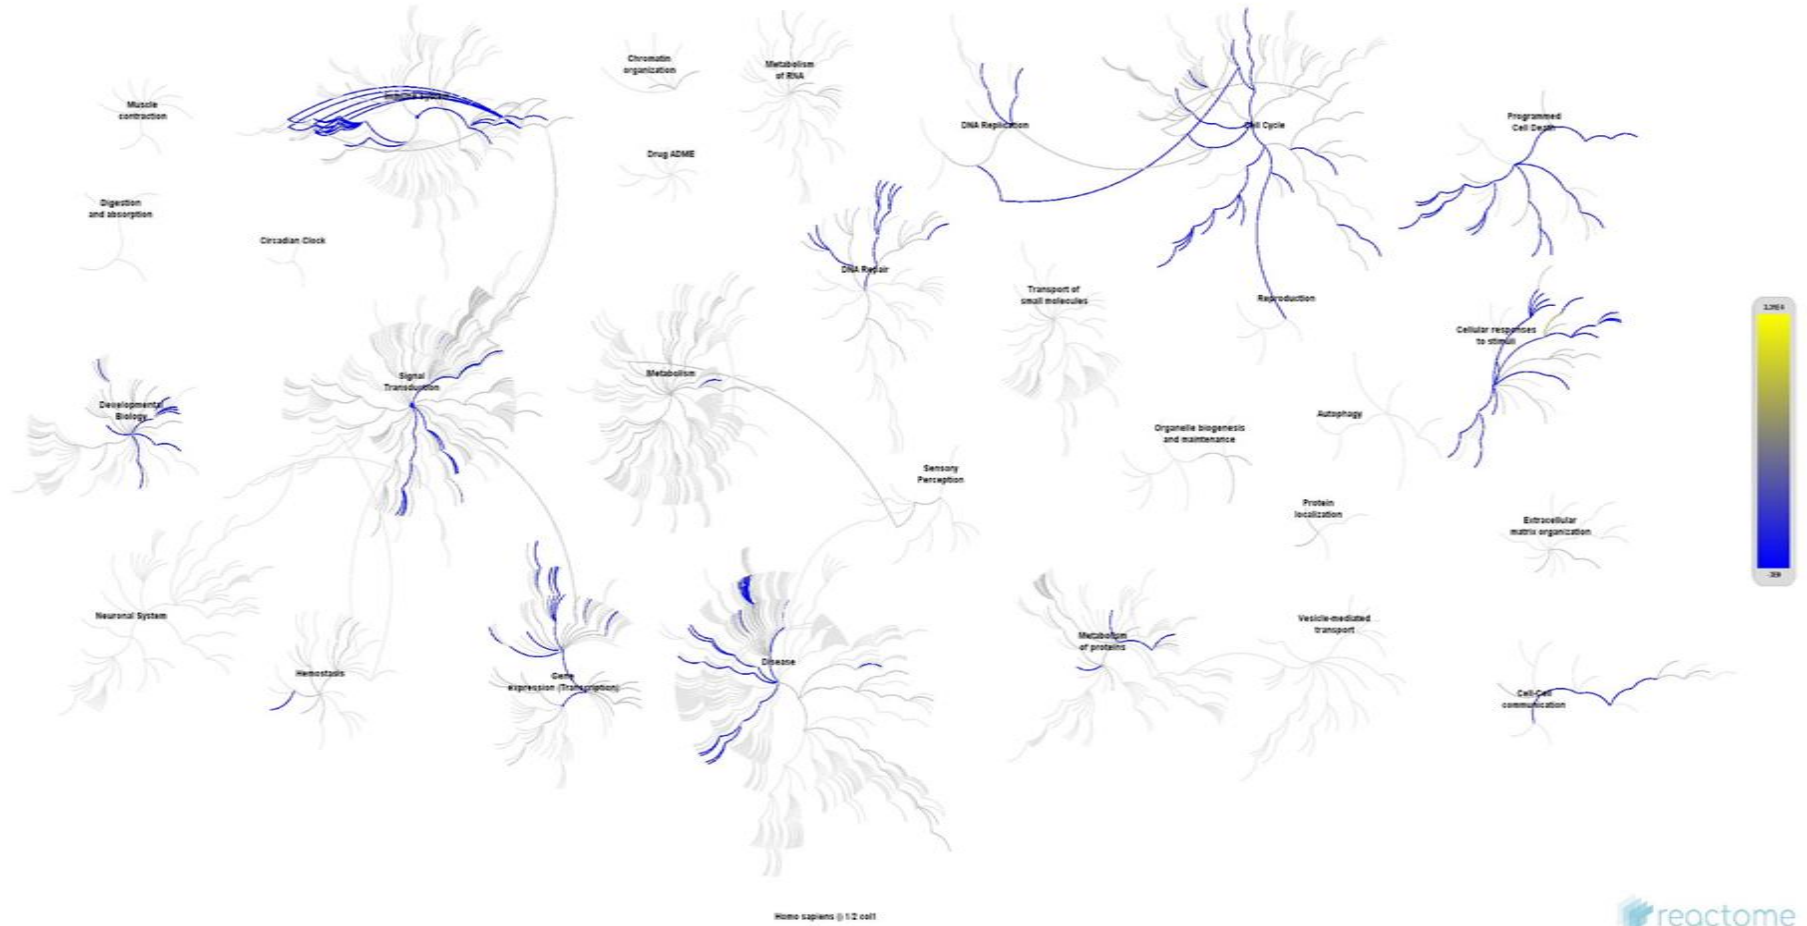 Chromatin
organization
Metabolism
of RNA
Muscle
contraction
DNA Replication
Cell Cycle
Programmed
Cell Death
Drug ADME
Digestion
and absorption
Circadian Clock
DNA Repair
Transport of
small molecules
Reproduction
Cellular responses
to stimuli
Signal
Transduction
Metabolism
Developmental
Biology
Autophagy
Organelle biogenesis
and maintenance
Sensory
Perception
Protein
localization
Extracellular
matrix organization
Neuronal System
Hemostasis
Gene
expression (Transcription)
Disease
Metabolism
of proteins
Vesicle-mediated
transport
Cell-Cell
communication
Homo sapiens
reactome